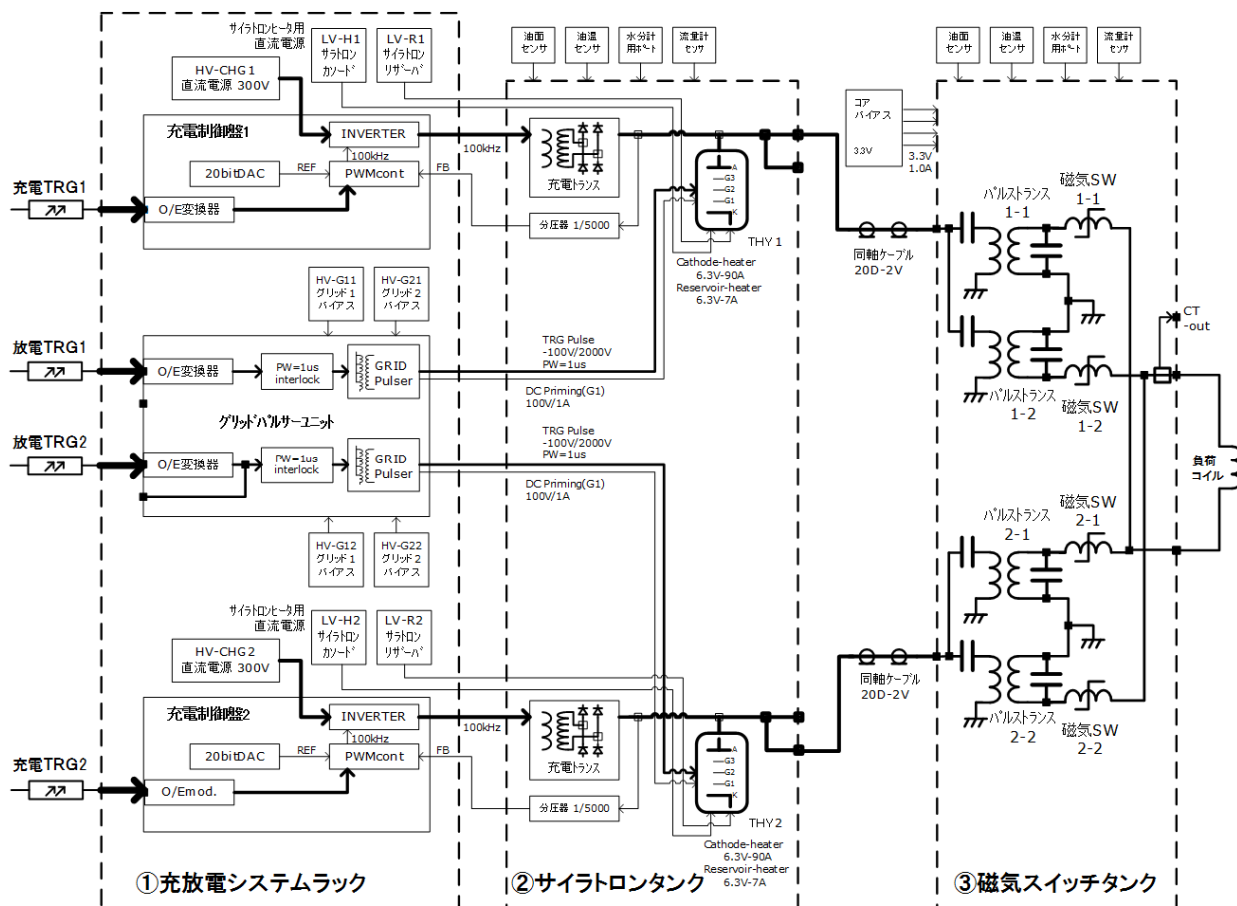 サイラトロンヒータ用
直流電源
LV-H1
サラトロン
カソード
LV-R1
サイラトロン
リザーバ
HV-CHG1
直流電源 300V
充電制御盤1
INVERTER
100kHz
20bitDAC
REF
PWMcont
FB
O/E変換器
充電TRG1
100kHz
油面
センサ
油温
センサ
水分計
用ポート
流量計
センサ
充電トランス
分圧器 1/5000
A
G3
G2
G1
K
THY1
Cathode-heater
6.3V-90A
Reservoir-heater
6.3V-7A
コア
バイアス
3.3V
3.3V
1.0A
同軸ケーブル
20D-2V
油面
センサ
油温
センサ
水分計
用ポート
流量計
センサ
パルストランス
1-1
磁気SW
1-1
パルストランス
1-2
磁気SW
1-2
CT
-out
負荷
コイル
HV-G11
グリッド1
バイアス
HV-G21
グリッド2
バイアス
放電TRG1
O/E変換器
PW=1us
interlock
GRID
Pulser
TRG Pulse
-100V/2000V
PW=1us
DC Priming(G1)
100V/1A
グリッドパルサーユニット
放電TRG2
O/E変換器
PW=1us
interlock
GRID
Pulser
TRG Pulse
-100V/2000V
PW=1us
DC Priming(G1)
100V/1A
HV-G12
グリッド1
バイアス
HV-G22
グリッド2
バイアス
サイラトロンヒータ用
直流電源
LV-H2
サイラトロン
カソード
LV-R2
サラトロン
リザーバ
HV-CHG2
直流電源 300V
充電制御盤2
INVERTER
100kHz
20bitDAC
REF
PWMcont
FB
O/Emod.
充電TRG2
100kHz
充電トランス
分圧器 1/5000
A
G3
G2
G1
K
THY2
Cathode-heater
6.3V-90A
Reservoir-heater
6.3V-7A
同軸ケーブル
20D-2V
パルストランス
2-1
磁気SW
2-1
パルストランス
2-2
磁気SW
2-2
①充放電システムラック
②サイラトロンタンク
③磁気スイッチタンク